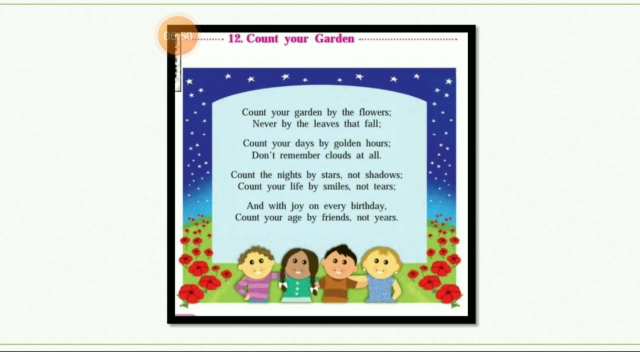 06:50
12. Count your Garden
Count your garden by the flowers;
Never by the leaves that fall;
Count your days by golden hours;
Don't remember clouds at all.
Count the nights by stars, not shadows;
Count your life by smiles, not tears;
And with joy on every birthday,
Count your age by friends, not years.